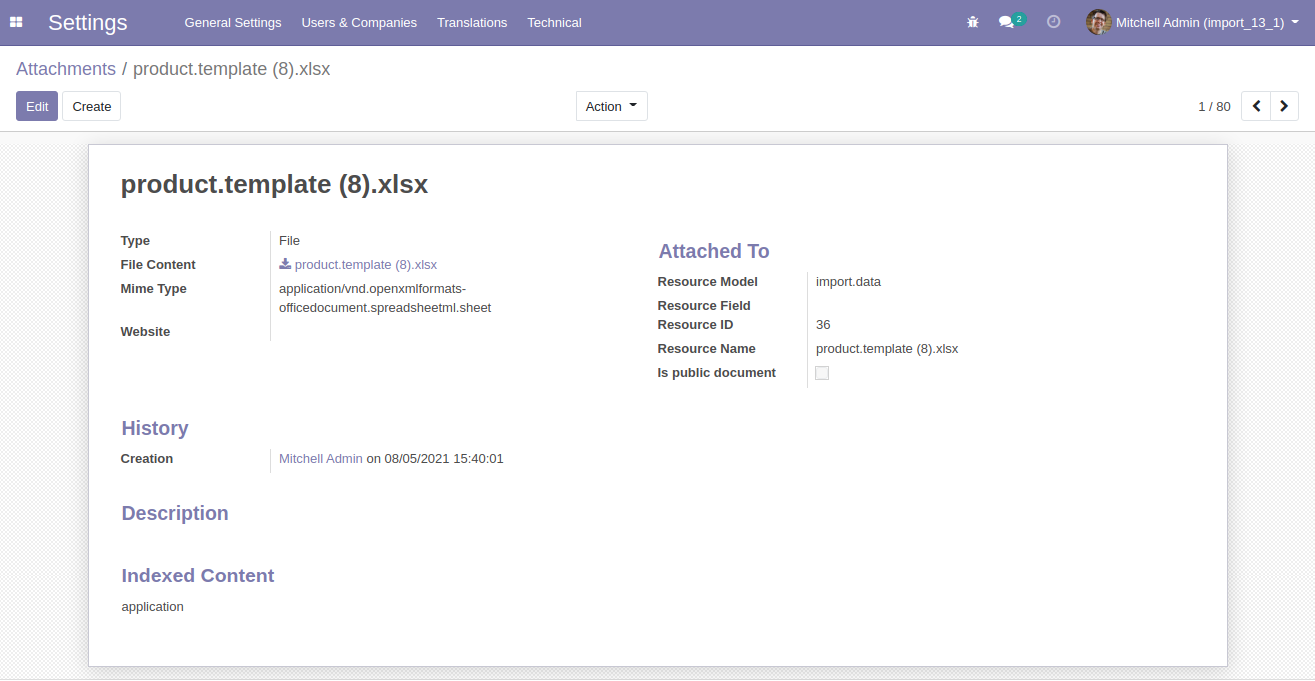 Settings General Settings Users & Companies Translations Technical 2 Mitchell Admin (import_13_1)
Attachments / product.template (8).xlsx
Edit Create Action 1 / 80
product.template (8).xlsx
Type File
File Content product.template (8).xlsx
Mime Type application/vnd.openxmlformats-
officedocument.spreadsheetml.sheet
Website
Attached To
Resource Model import.data
Resource Field
Resource ID 36
Resource Name product.template (8).xlsx
Is public document
History
Creation Mitchell Admin on 08/05/2021 15:40:01
Description
Indexed Content
application